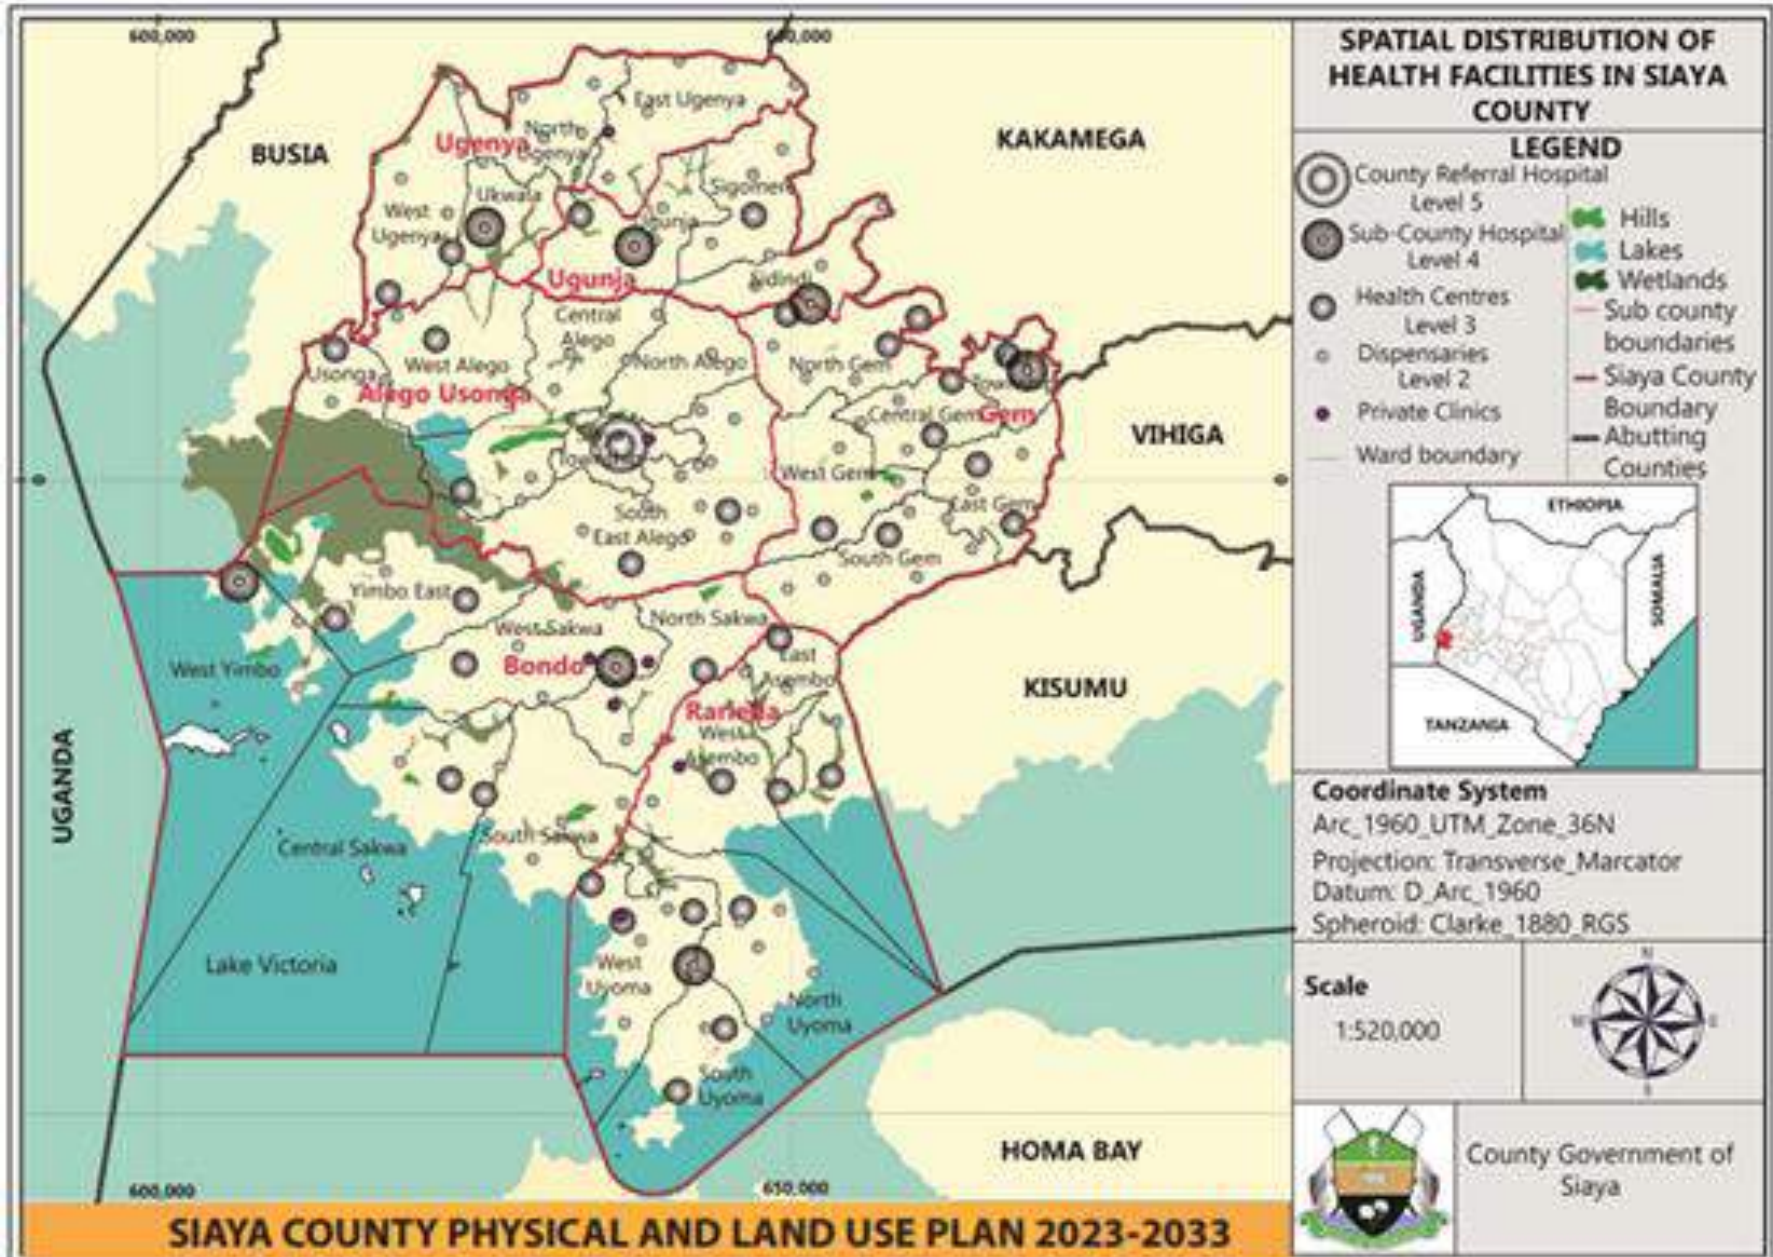 600,000
650,000
SPATIAL DISTRIBUTION OF
HEALTH FACILITIES IN SIAYA
COUNTY
LEGEND
County Referral Hospital
Level 5
Sub-County Hospital
Level 4
Health Centres
Level 3
Dispensaries
Level 2
Private Clinics
Ward boundary
Hills
Lakes
Wetlands
Sub county
boundaries
Siaya County
Boundary
Abutting
Counties
BUSIA
KAKAMEGA
VIHIGA
KISUMU
HOMA BAY
UGANDA
East Ugenya
North
Ugenya
Ugenya
Ukwala
West
Ugenya
Sigomere
Ugunja
Ugunja
Sidindi
Central
Alego
West Alego
North Alego
Usonga
Alego Usonga
North Gem
Central Gem
Gem
West Gem
East Gem
South Gem
South
East Alego
Yimbo East
West Sakwa
North Sakwa
Bondo
West Yimbo
East
Asembo
Rarieda
West
Asembo
Central Sakwa
South Sakwa
Lake Victoria
West
Uyoma
North
Uyoma
South
Uyoma
0
0
600,000
650,000
ETHIOPIA
UGANDA
SOMALIA
TANZANIA
Coordinate System
Arc_1960_UTM_Zone_36N
Projection: Transverse_Marcator
Datum: D_Arc_1960
Spheroid: Clarke_1880_RGS
Scale
1:520,000
N
W
E
S
County Government of
Siaya
SIAYA COUNTY PHYSICAL AND LAND USE PLAN 2023-2033